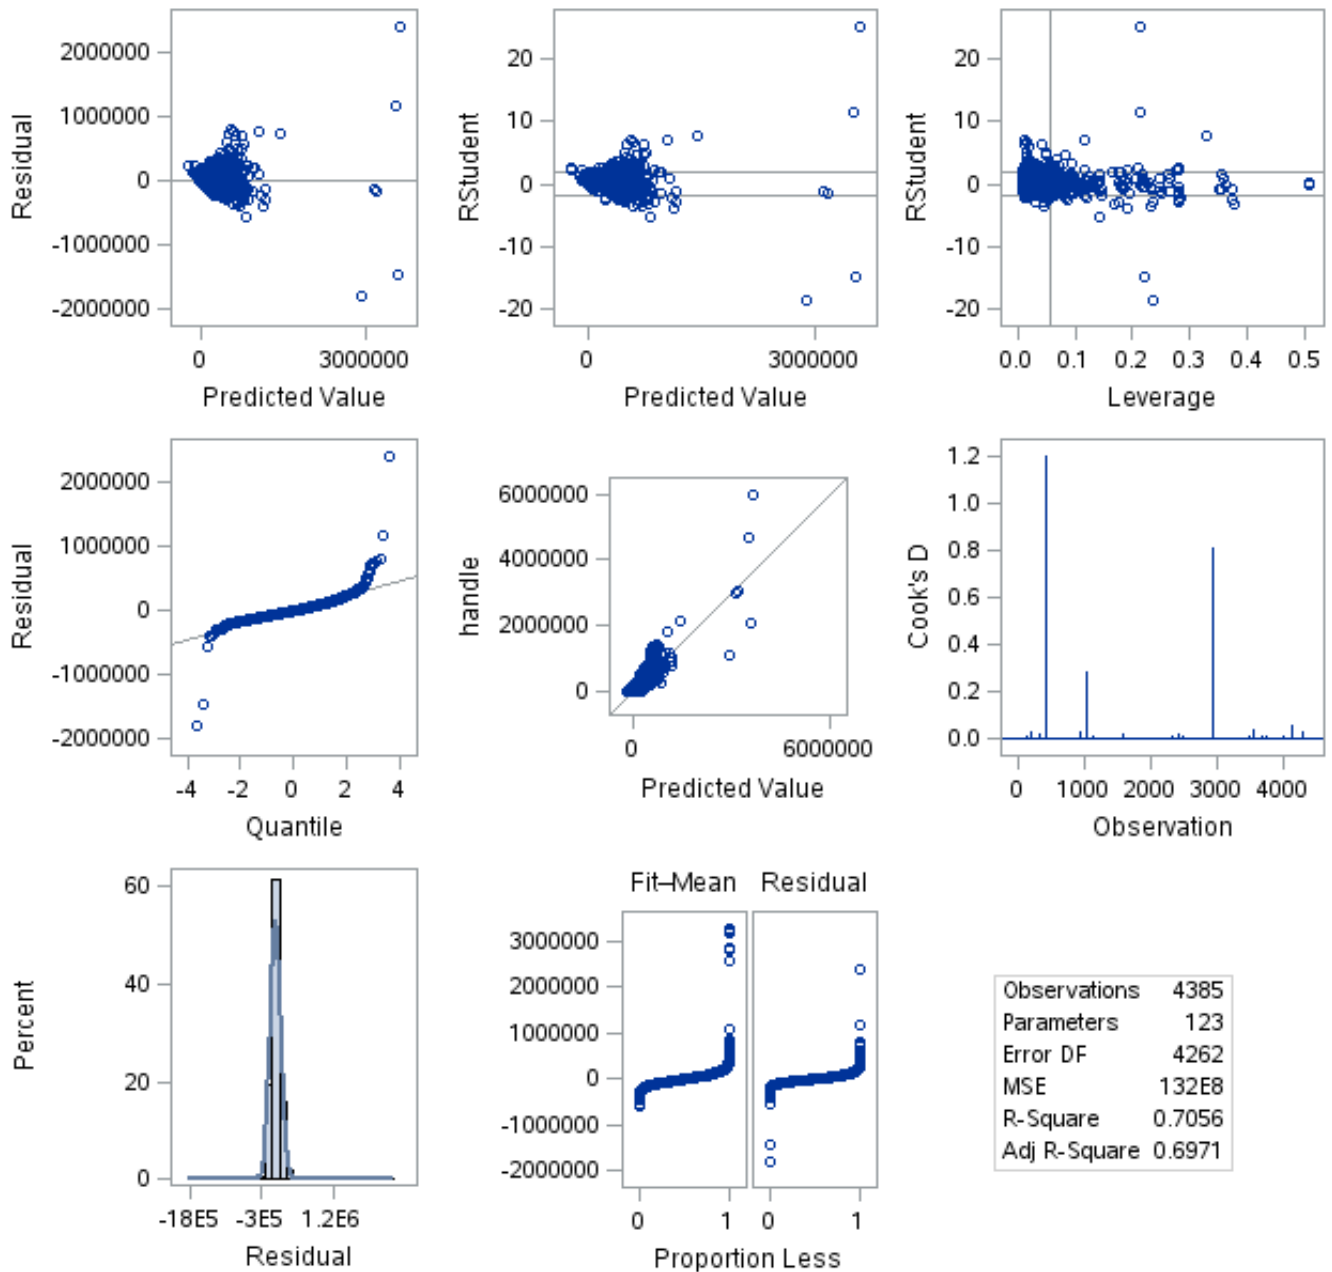 2000000
1000000
0
-1000000
-2000000
Residual
0 3000000
Predicted Value
20
10
0
-10
-20
RStudent
0 3000000
Predicted Value
20
10
0
-10
-20
RStudent
0.0 0.1 0.2 0.3 0.4 0.5
Leverage
2000000
1000000
0
-1000000
-2000000
Residual
-4 -2 0 2 4
Quantile
6000000
4000000
2000000
0
handle
0 6000000
Predicted Value
1.2
1.0
0.8
0.6
0.4
0.2
0.0
Cook's D
0 1000 2000 3000 4000
Observation
60
40
20
0
Percent
-18E5 -3E5 1.2E6
Residual
Fit–Mean Residual
3000000
2000000
1000000
0
-1000000
-2000000
0 1 0 1
Proportion Less
Observations 4385
Parameters 123
Error DF 4262
MSE 132E8
R-Square 0.7056
Adj R-Square 0.6971